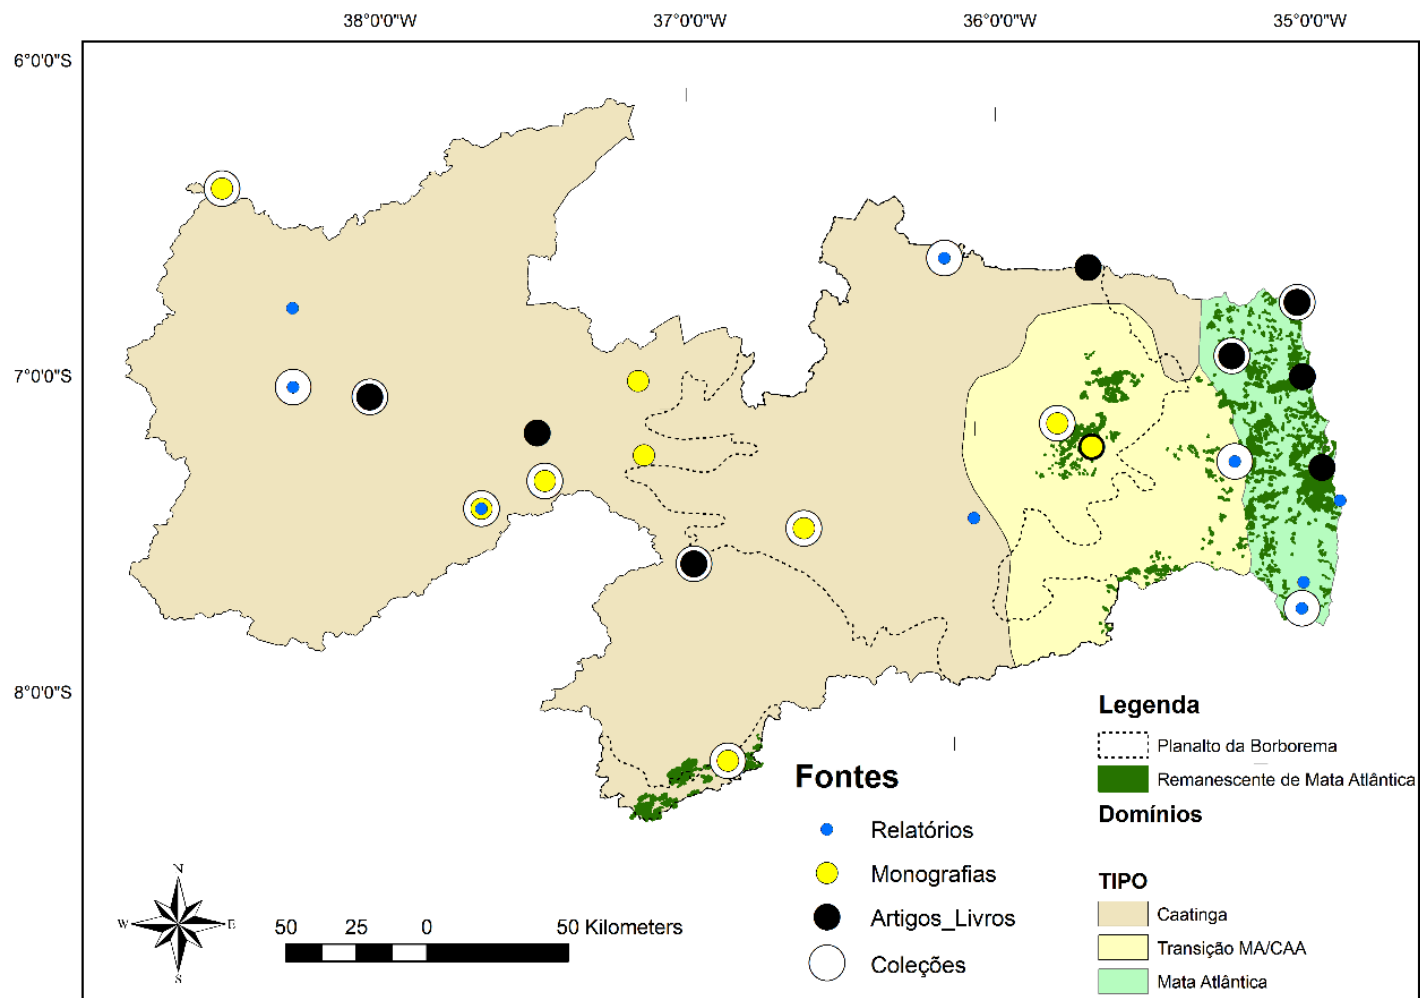 38°0'0"W 37°0'0"W 36°0'0"W 35°0'0"W
6°0'0"S
7°0'0"S
8°0'0"S
Legenda
Planalto da Borborema
Remanescente de Mata Atlântica
Domínios
TIPO
Caatinga
Transição MA/CAA
Mata Atlântica
Fontes
Relatórios
Monografias
Artigos_Livros
Coleções
N
W E
S
50 25 0 50 Kilometers